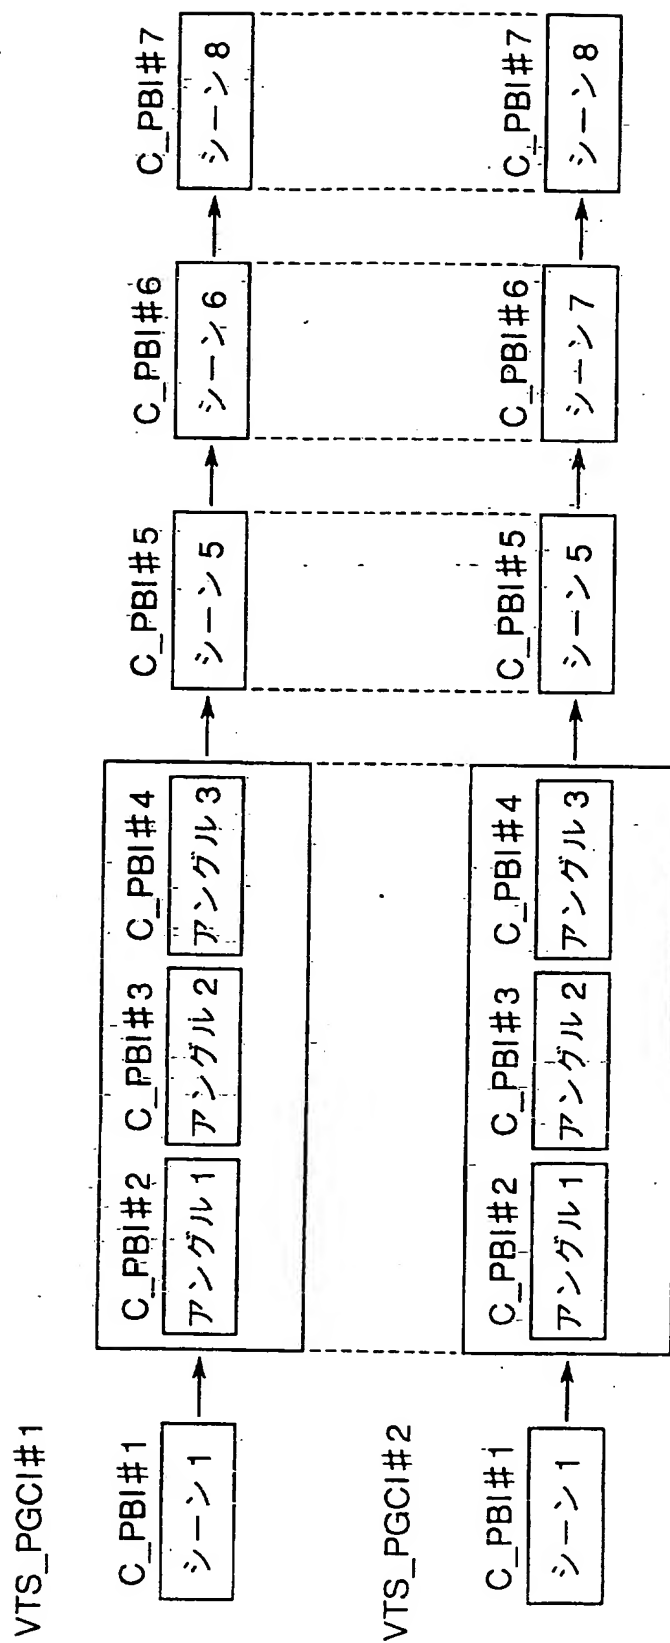 VTS_PGCI#1
C_PBI#1
シーン1
C_PBI#2
アングル1
C_PBI#3
アングル2
C_PBI#4
アングル3
C_PBI#5
シーン5
C_PBI#6
シーン6
C_PBI#7
シーン8
VTS_PGCI#2
C_PBI#1
シーン1
C_PBI#2
アングル1
C_PBI#3
アングル2
C_PBI#4
アングル3
C_PBI#5
シーン5
C_PBI#6
シーン7
C_PBI#7
シーン8